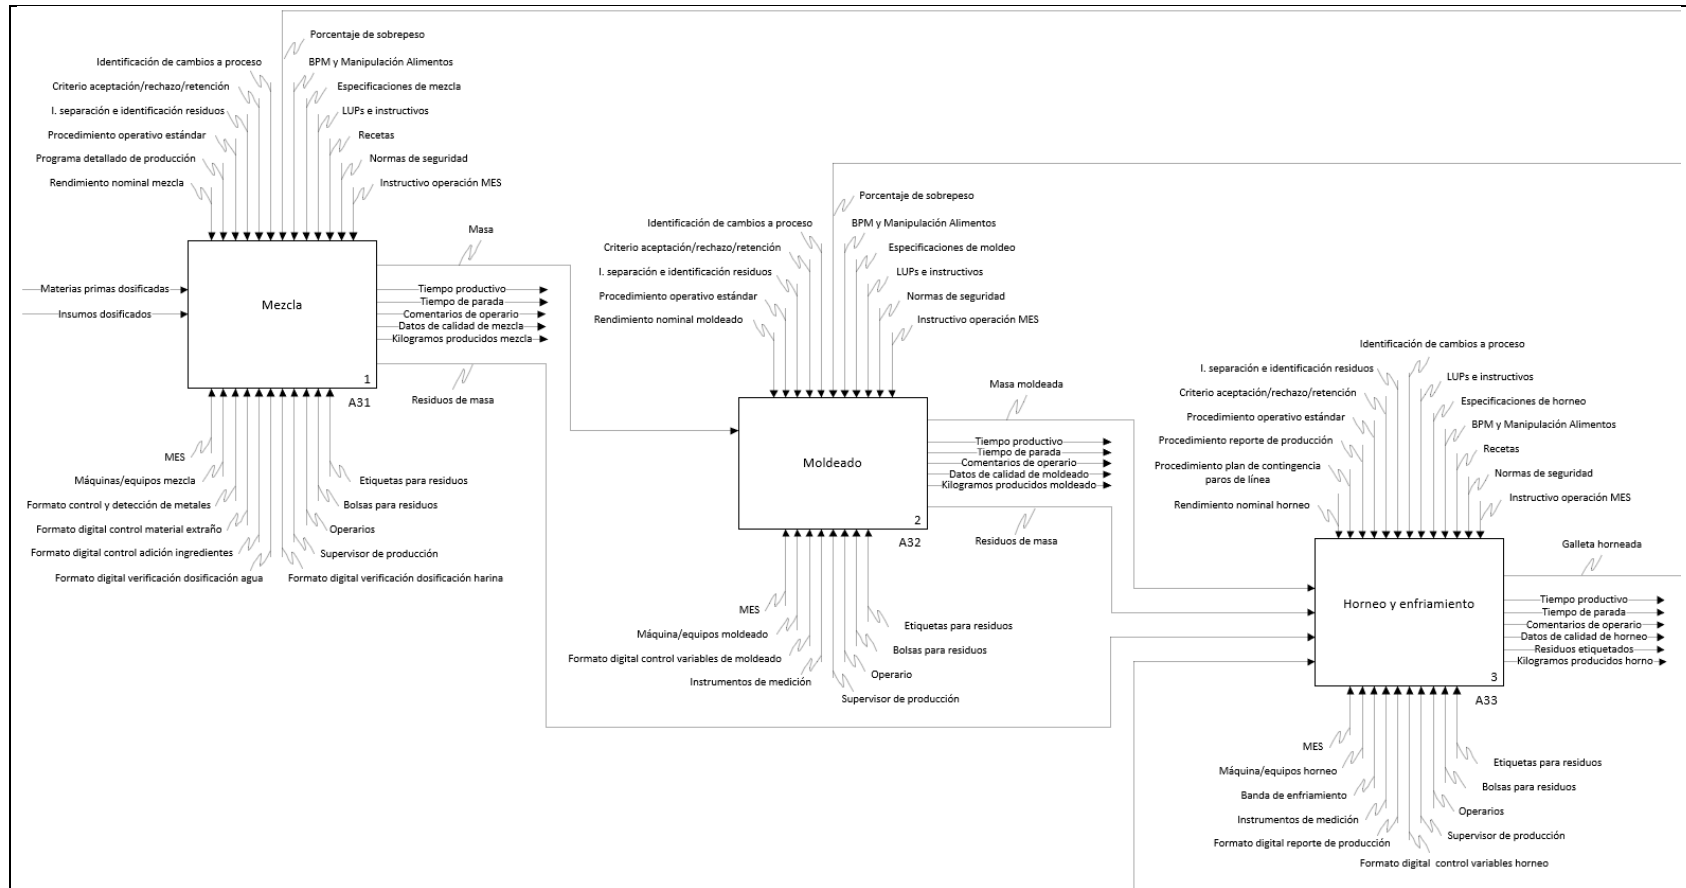 Porcentaje de sobrepeso
Identificación de cambios a proceso
BPM y Manipulación Alimentos
Criterio aceptación/rechazo/retención
Especificaciones de mezcla
I. separación e identificación residuos
LUPs e instructivos
Procedimiento operativo estándar
Recetas
Programa detallado de producción
Normas de seguridad
Rendimiento nominal mezcla
Instructivo operación MES
Masa
Materias primas dosificadas
Insumos dosificados
Mezcla
1
A31
Tiempo productivo
Tiempo de parada
Comentarios de operario
Datos de calidad de mezcla
Kilogramos producidos mezcla
Residuos de masa
MES
Máquinas/equipos mezcla
Formato control y detección de metales
Formato digital control material extraño
Formato digital control adición ingredientes
Formato digital verificación dosificación agua
Etiquetas para residuos
Bolsas para residuos
Operarios
Supervisor de producción
Formato digital verificación dosificación harina
Porcentaje de sobrepeso
Identificación de cambios a proceso
BPM y Manipulación Alimentos
Criterio aceptación/rechazo/retención
Especificaciones de moldeo
I. separación e identificación residuos
LUPs e instructivos
Procedimiento operativo estándar
Normas de seguridad
Rendimiento nominal moldeado
Instructivo operación MES
Masa moldeada
Moldeado
2
A32
Tiempo productivo
Tiempo de parada
Comentarios de operario
Datos de calidad de moldeado
Kilogramos producidos moldeado
Residuos de masa
MES
Máquina/equipos moldeado
Formato digital control variables de moldeado
Instrumentos de medición
Etiquetas para residuos
Bolsas para residuos
Operario
Supervisor de producción
Identificación de cambios a proceso
I. separación e identificación residuos
LUPs e instructivos
Criterio aceptación/rechazo/retención
Especificaciones de horneo
Procedimiento operativo estándar
BPM y Manipulación Alimentos
Procedimiento reporte de producción
Recetas
Procedimiento plan de contingencia
paros de línea
Normas de seguridad
Rendimiento nominal horneo
Instructivo operación MES
Galleta horneada
Horneo y enfriamiento
3
A33
Tiempo productivo
Tiempo de parada
Comentarios de operario
Datos de calidad de horneo
Residuos etiquetados
Kilogramos producidos horno
MES
Máquina/equipos horneo
Banda de enfriamiento
Instrumentos de medición
Formato digital reporte de producción
Etiquetas para residuos
Bolsas para residuos
Operarios
Supervisor de producción
Formato digital  control variables horneo